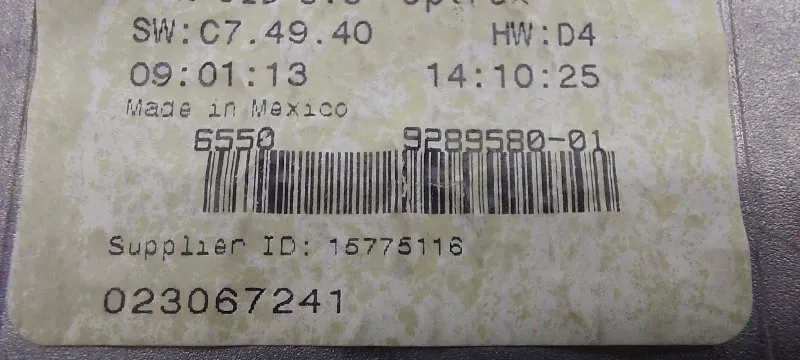 SW:C7.49.40 HW:D4
09:01:13 14:10:25
Made in Mexico
6550 9289580-01
Supplier ID: 15775116
023067241